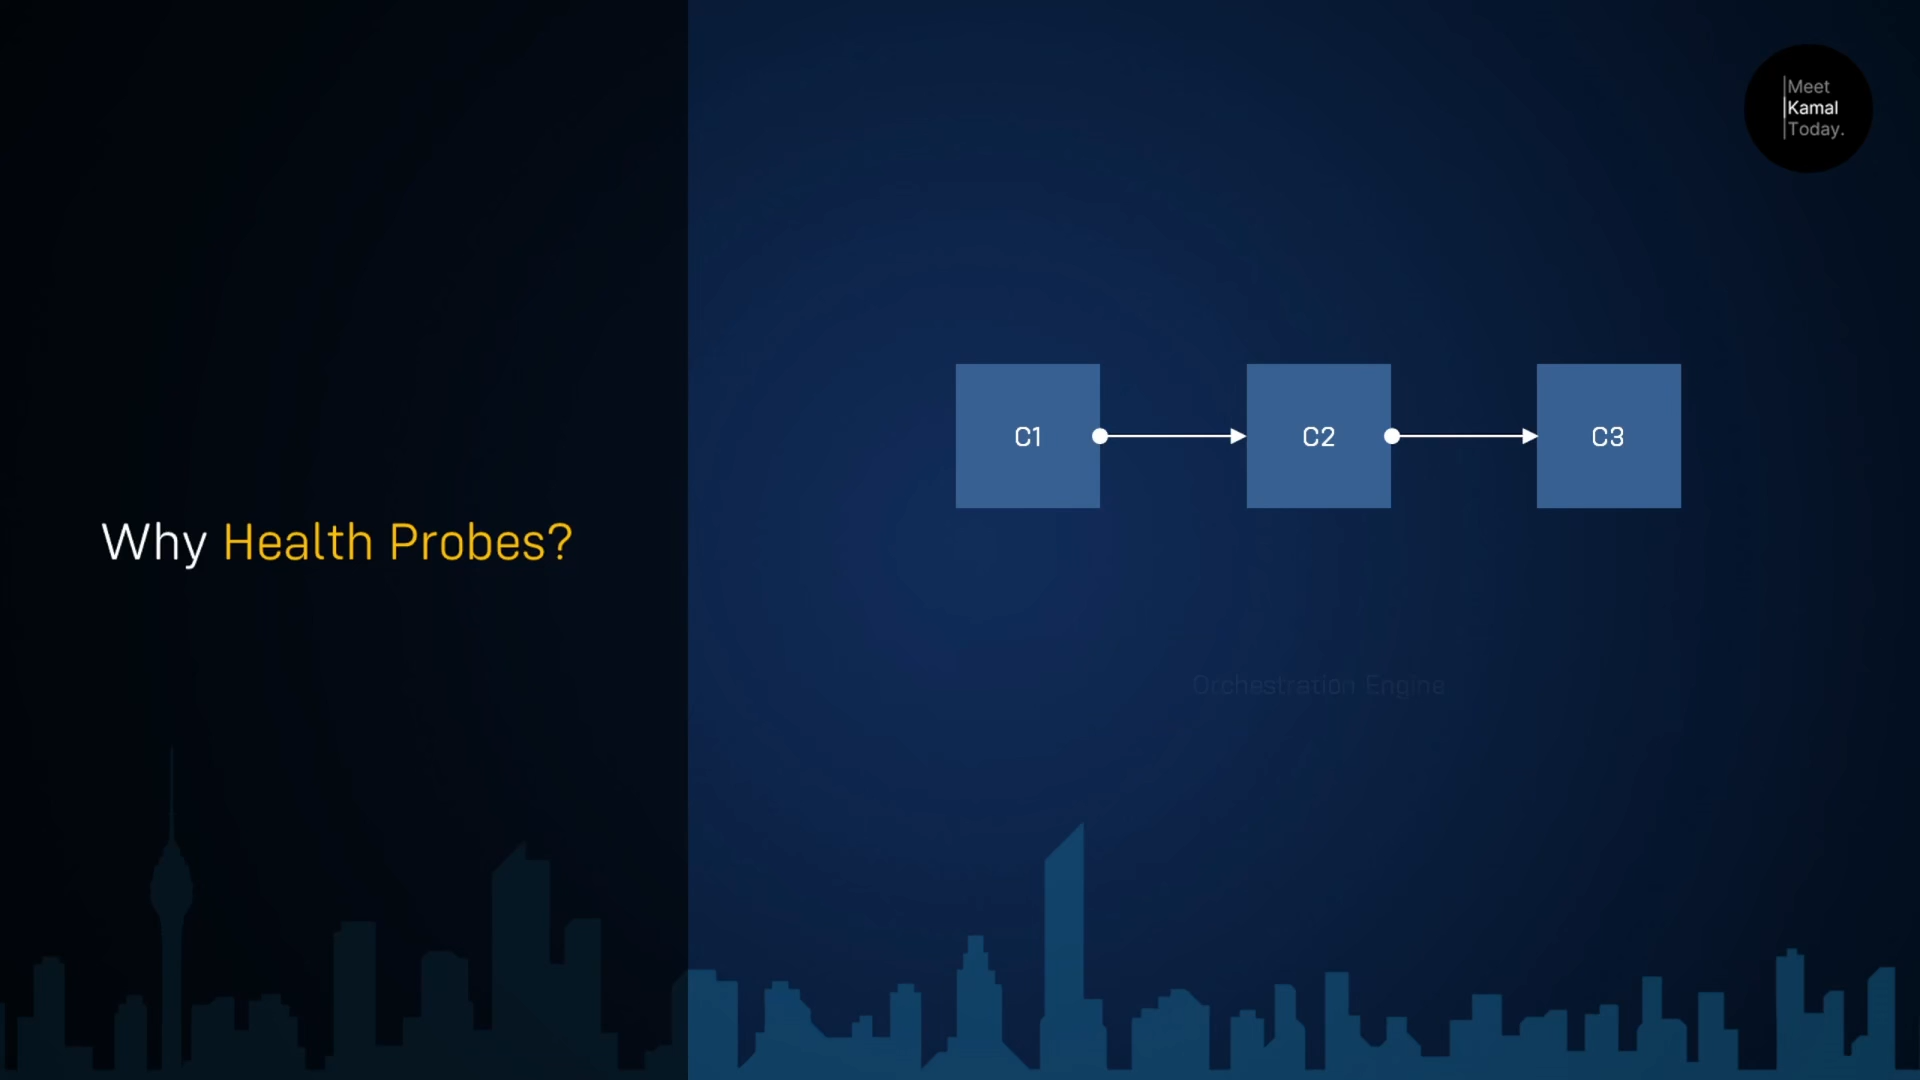 Meet
Kamal
Today.
Why Health Probes?
C1
C2
C3
Orchestration Engine